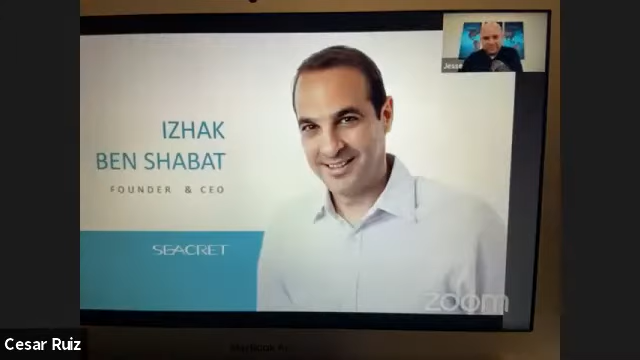 IZHAK
BEN SHABAT
FOUNDER & CEO
SEACRET
Jesse
zoom
Cesar Ruiz